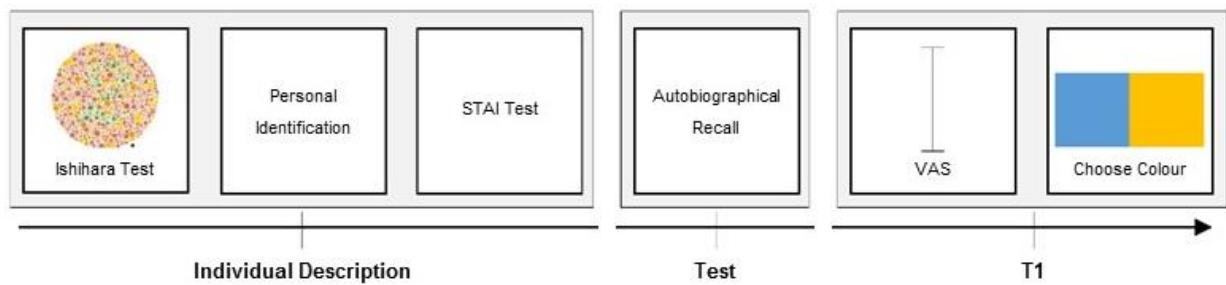 Ishihara Test
Personal
Identification
STAI Test
Autobiographical
Recall
VAS
Choose Colour
Individual Description
Test
T1